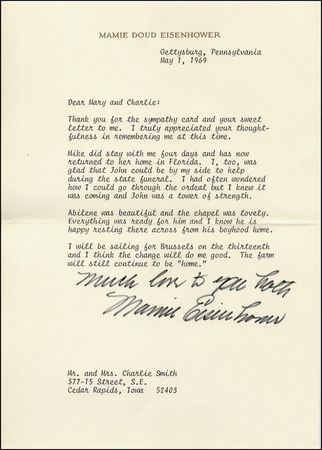 MAMIE DOUD EISENHOWER
Gettysburg, Pennsylvania
May 1, 1969
Dear Mary and Charlie:
Thank you for the sympathy card and your sweet
letter to me. I truly appreciated your thought-
fulness in remembering me at this time.
Mike did stay with me four days and has now
returned to her home in Florida. I, too, was
glad that John could be by my side to help
during the state funeral. I had often wondered
how I could go through the ordeal but I knew it
was coming and John was a tower of strength.
Abilene was beautiful and the chapel was lovely.
Everything was ready for him and I know he is
happy resting there across from his boyhood home.
I will be sailing for Brussels on the thirteenth
and I think the change will do me good. The farm
will still continue to be "home."
Much love to you both
Mamie Eisenhower
Mr. and Mrs. Charlie Smith
377-15 Street, S.E.
Cedar Rapids, Iowa 52403